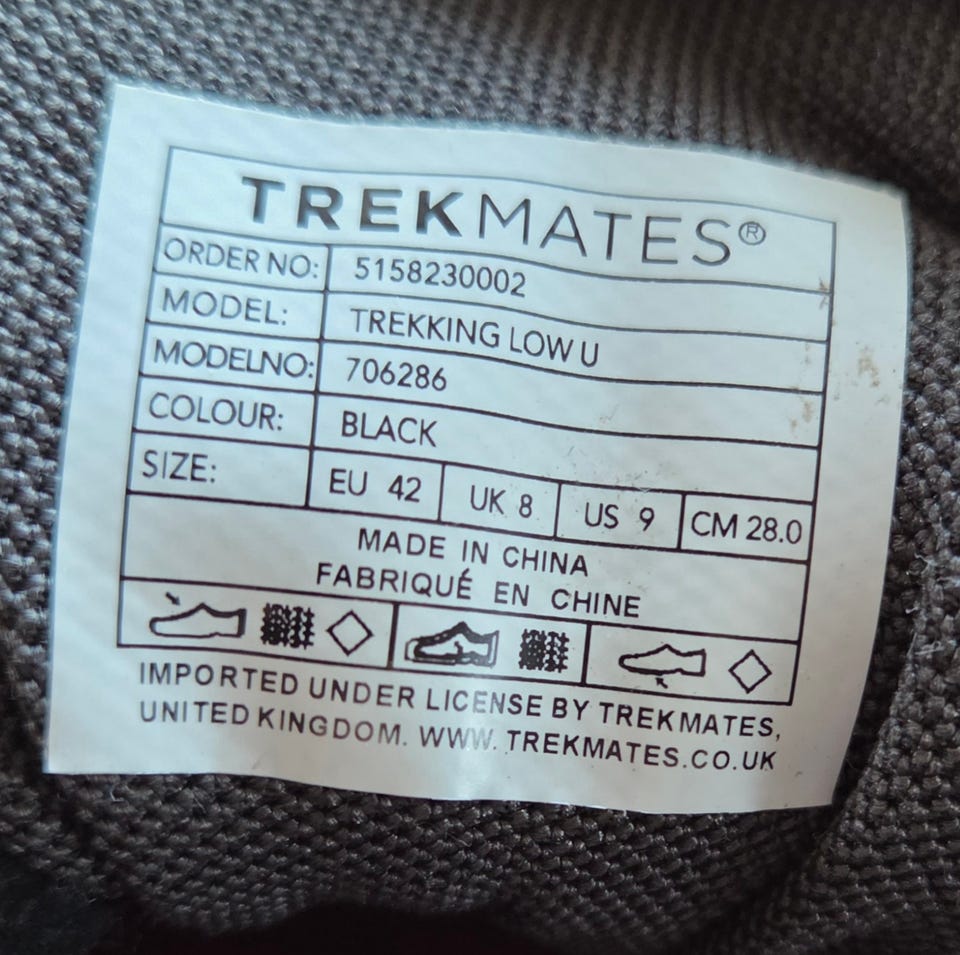 TREKMATES®
ORDER NO: 5158230002
MODEL: TREKKING LOW U
MODELNO: 706286
COLOUR: BLACK
SIZE: EU 42 UK 8 US 9 CM 28.0
MADE IN CHINA
FABRIQUÉ EN CHINE
IMPORTED UNDER LICENSE BY TREKMATES,
UNITED KINGDOM. WWW. TREKMATES.CO.UK